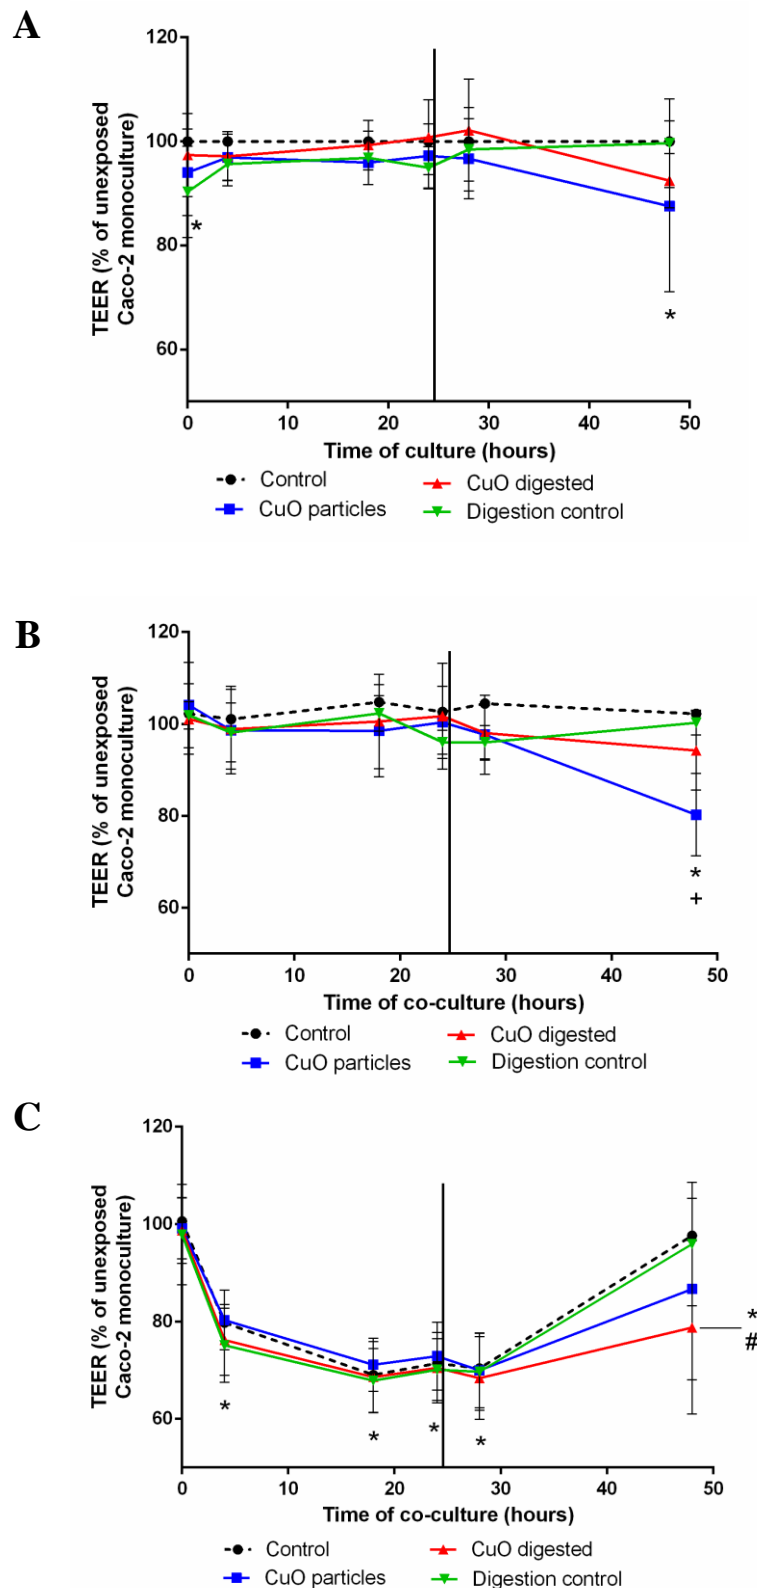 A
120
100
80
60
TEER (% of unexposed
Caco-2 monoculture)
*
*
0 10 20 30 40 50
Time of culture (hours)
Control CuO digested
CuO particles Digestion control
B
120
100
80
60
TEER (% of unexposed
Caco-2 monoculture)
*
+
0 10 20 30 40 50
Time of co-culture (hours)
Control CuO digested
CuO particles Digestion control
C
120
100
80
60
TEER (% of unexposed
Caco-2 monoculture)
*
#
* * * *
0 10 20 30 40 50
Time of co-culture (hours)
Control CuO digested
CuO particles Digestion control